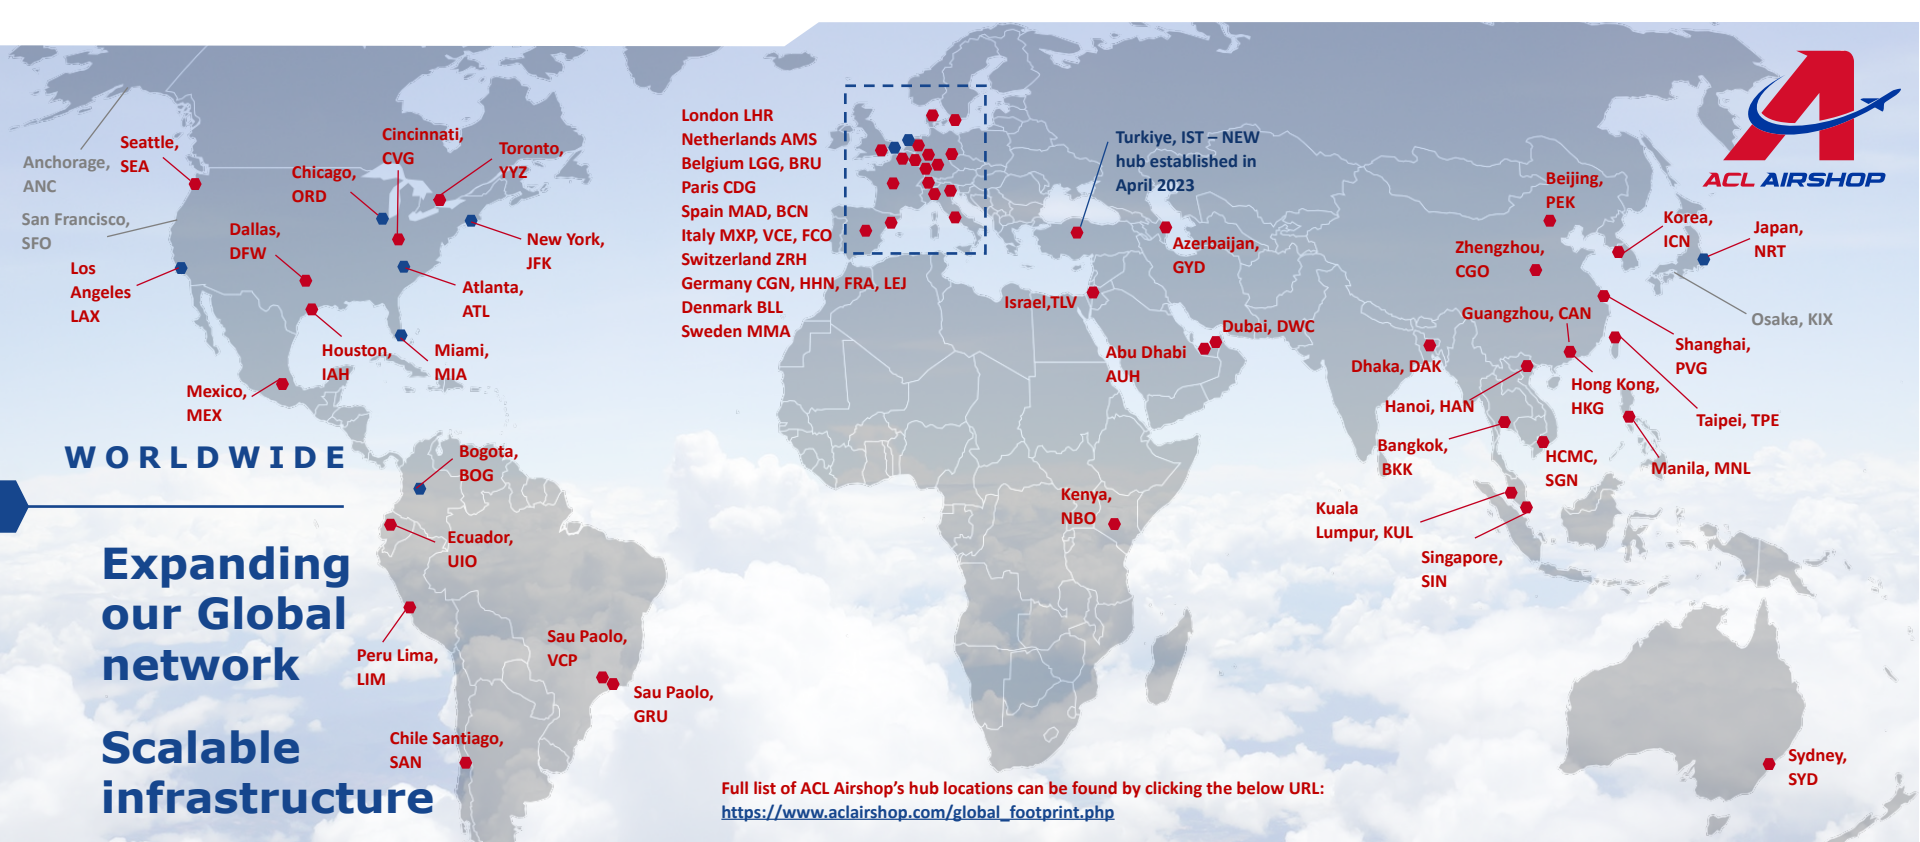 Anchorage,
ANC
Seattle,
SEA
San Francisco,
SFO
Los
Angeles
LAX
Dallas,
DFW
Chicago,
ORD
Cincinnati,
CVG
Toronto,
YYZ
New York,
JFK
Atlanta,
ATL
Houston,
IAH
Miami,
MIA
Mexico,
MEX
WORLDWIDE
Expanding
our Global
network
Scalable
infrastructure
Bogota,
BOG
Ecuador,
UIO
Peru Lima,
LIM
Sau Paolo,
VCP
Sau Paolo,
GRU
Chile Santiago,
SAN
London LHR
Netherlands AMS
Belgium LGG, BRU
Paris CDG
Spain MAD, BCN
Italy MXP, VCE, FCO
Switzerland ZRH
Germany CGN, HHN, FRA, LEJ
Denmark BLL
Sweden MMA
Turkiye, IST – NEW
hub established in
April 2023
Azerbaijan,
GYD
Israel,TLV
Dubai, DWC
Abu Dhabi
AUH
Kenya,
NBO
ACL AIRSHOP
Beijing,
PEK
Zhengzhou,
CGO
Korea,
ICN
Japan,
NRT
Osaka, KIX
Guangzhou, CAN
Shanghai,
PVG
Dhaka, DAK
Hanoi, HAN
Hong Kong,
HKG
Taipei, TPE
Bangkok,
BKK
HCMC,
SGN
Manila, MNL
Kuala
Lumpur, KUL
Singapore,
SIN
Sydney,
SYD
Full list of ACL Airshop's hub locations can be found by clicking the below URL:
https://www.aclairshop.com/global_footprint.php